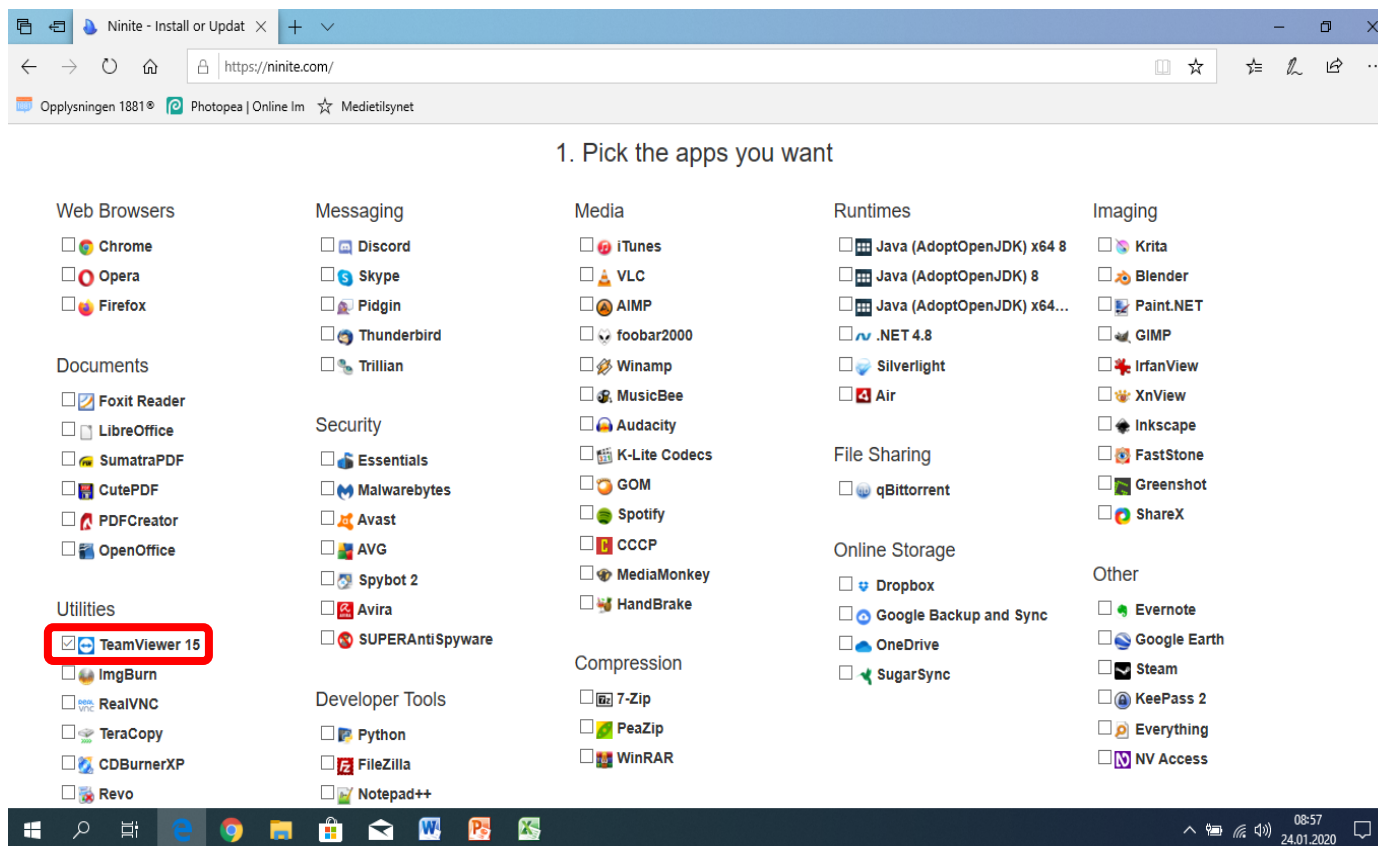 Ninite - Install or Updat
https://ninite.com/
Opplysningen 1881® Photopea | Online Im Medietilsynet
1. Pick the apps you want
Web Browsers
Chrome
Opera
Firefox
Documents
Foxit Reader
LibreOffice
SumatraPDF
CutePDF
PDFCreator
OpenOffice
Utilities
TeamViewer 15
ImgBurn
RealVNC
TeraCopy
CDBurnerXP
Revo
Messaging
Discord
Skype
Pidgin
Thunderbird
Trillian
Security
Essentials
Malwarebytes
Avast
AVG
Spybot 2
Avira
SUPERAntiSpyware
Developer Tools
Python
FileZilla
Notepad++
Media
iTunes
VLC
AIMP
foobar2000
Winamp
MusicBee
Audacity
K-Lite Codecs
GOM
Spotify
CCCP
MediaMonkey
HandBrake
Compression
7-Zip
PeaZip
WinRAR
Runtimes
Java (AdoptOpenJDK) x64 8
Java (AdoptOpenJDK) 8
Java (AdoptOpenJDK) x64...
.NET 4.8
Silverlight
Air
File Sharing
qBittorrent
Online Storage
Dropbox
Google Backup and Sync
OneDrive
SugarSync
Imaging
Krita
Blender
Paint.NET
GIMP
IrfanView
XnView
Inkscape
FastStone
Greenshot
ShareX
Other
Evernote
Google Earth
Steam
KeePass 2
Everything
NV Access
08:57
24.01.2020